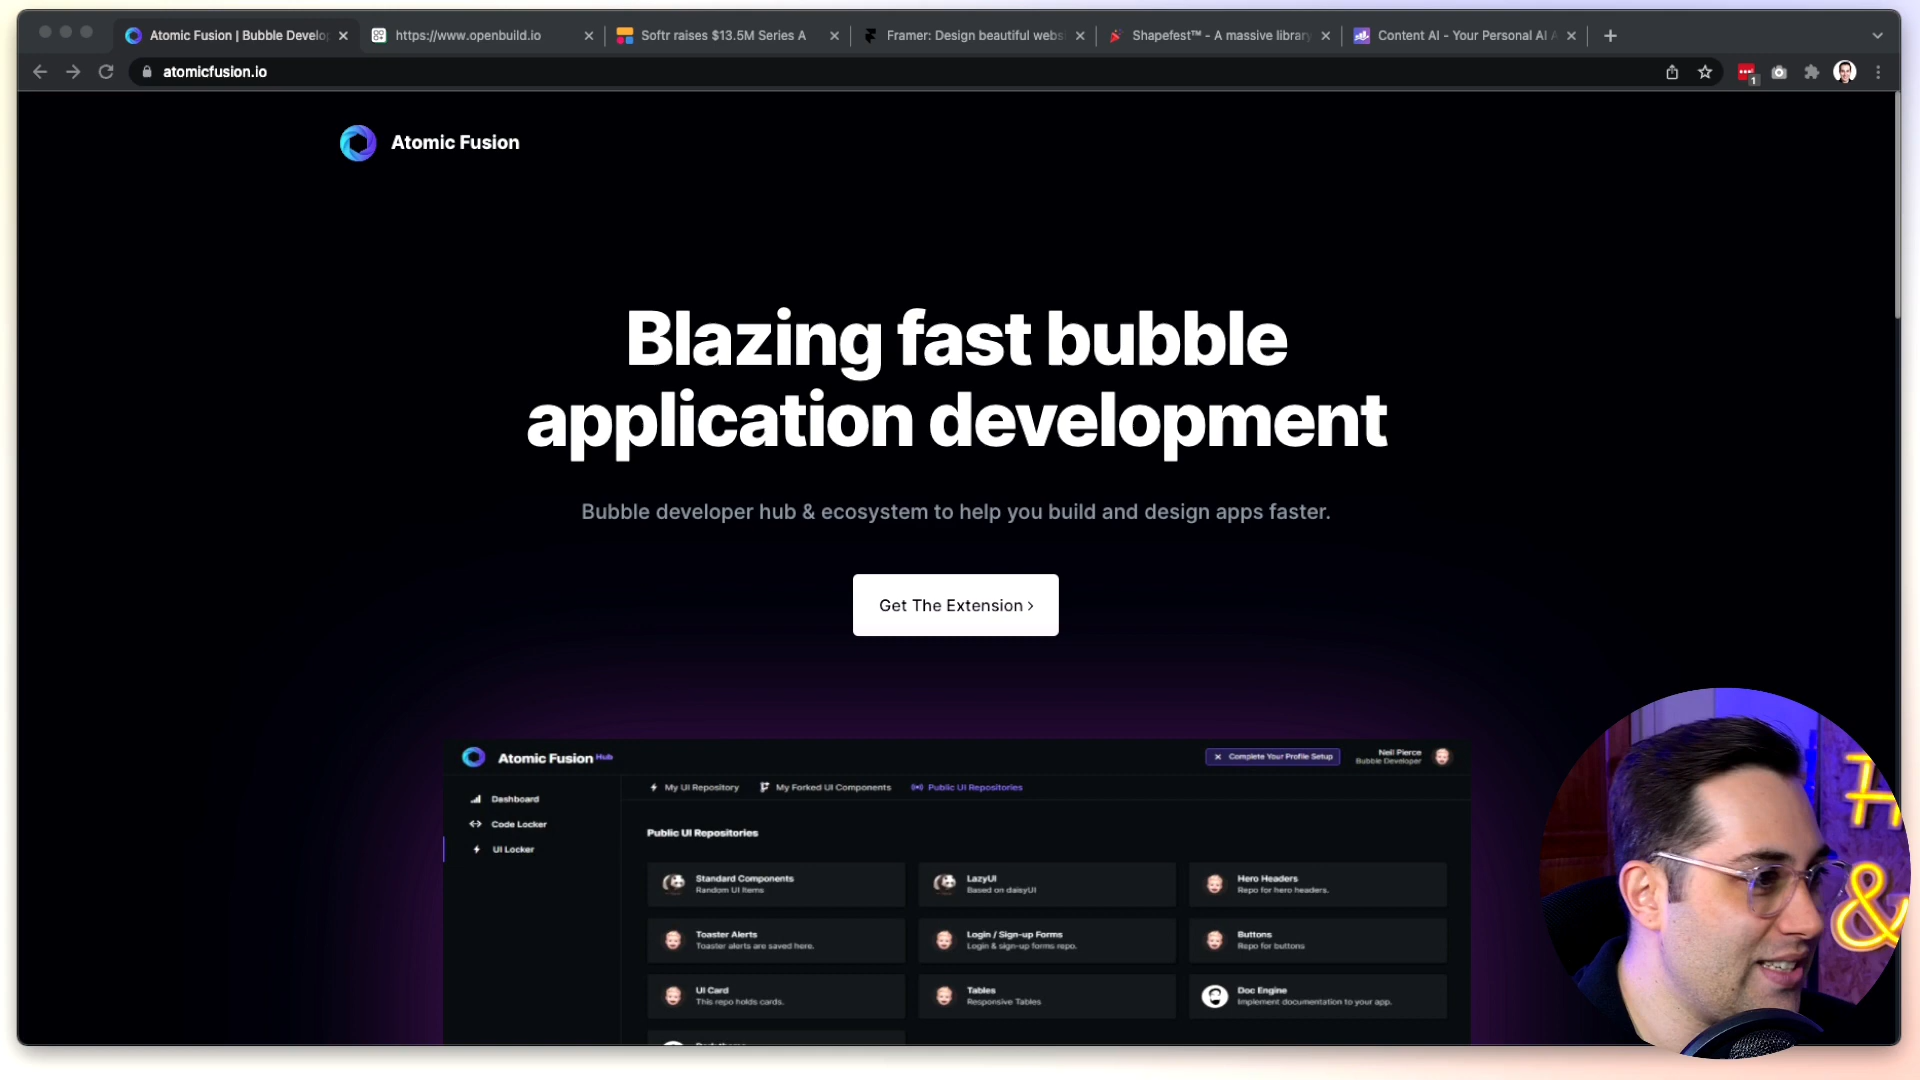 Atomic Fusion | Bubble Develo
https://www.openbuild.io
Softr raises $13.5M Series A
Framer: Design beautiful webs
Shapefest™ - A massive library
Content AI - Your Personal AI A
atomicfusion.io
1
Atomic Fusion
Blazing fast bubble
application development
Bubble developer hub & ecosystem to help you build and design apps faster.
Get The Extension ›
Atomic Fusion Hub
Complete Your Profile Setup
Neil Pierce
Bubble Developer
Dashboard
Code Locker
UI Locker
My UI Repository
My Forked UI Components
Public UI Repositories
Public UI Repositories
Standard Components
Random UI Items
LazyUI
Based on daisyUI
Hero Headers
Repo for hero headers.
Toaster Alerts
Toaster alerts are saved here.
Login / Sign-up Forms
Login & sign-up forms repo.
Buttons
Repo for buttons
UI Card
This repo holds cards.
Tables
Responsive Tables
Doc Engine
Implement documentation to your app.
&